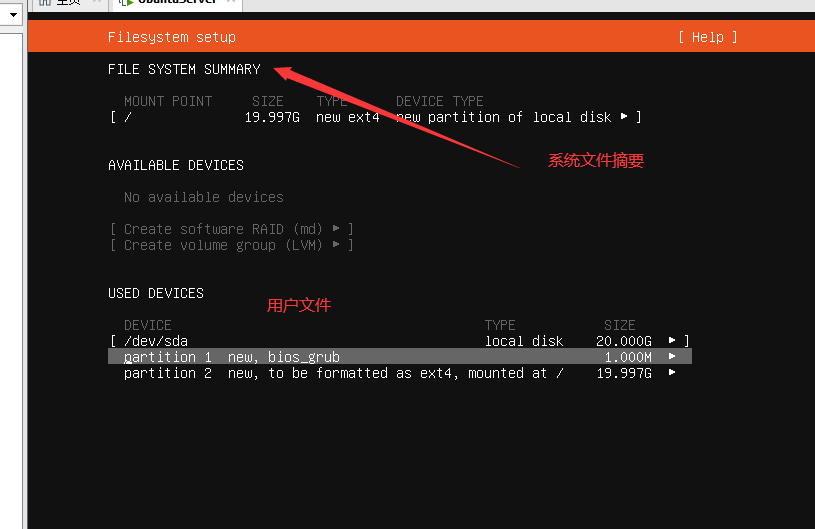 主页
UbuntuServer
Filesystem setup [ Help ]
FILE SYSTEM SUMMARY
MOUNT POINT SIZE TYPE DEVICE TYPE
[ / 19.997G new ext4 new partition of local disk ▸ ]
系统文件摘要
AVAILABLE DEVICES
No available devices
[ Create software RAID (md) ▸ ]
[ Create volume group (LVM) ▸ ]
USED DEVICES
用户文件
DEVICE TYPE SIZE
[ /dev/sda local disk 20.000G ▸ ]
partition 1 new, bios_grub 1.000M ▸
partition 2 new, to be formatted as ext4, mounted at / 19.997G ▸